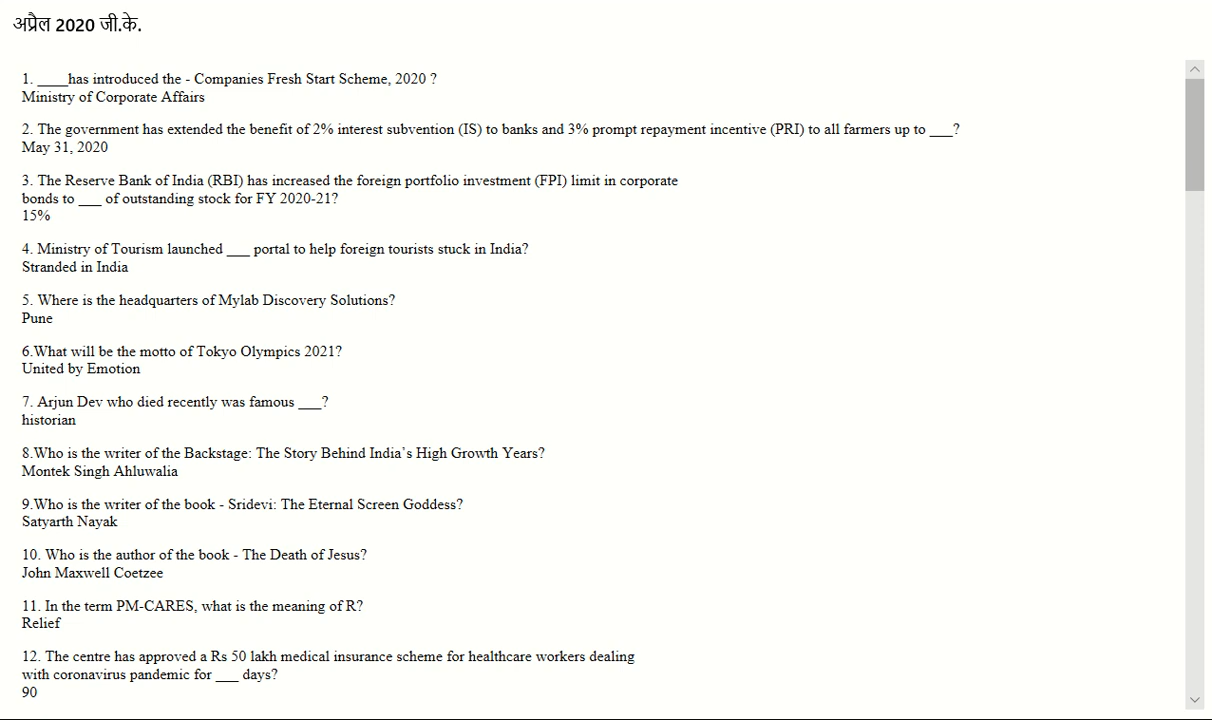 अप्रैल 2020 जी.के.
1. ____has introduced the - Companies Fresh Start Scheme, 2020 ?
Ministry of Corporate Affairs
2. The government has extended the benefit of 2% interest subvention (IS) to banks and 3% prompt repayment incentive (PRI) to all farmers up to ___?
May 31, 2020
3. The Reserve Bank of India (RBI) has increased the foreign portfolio investment (FPI) limit in corporate
bonds to ___ of outstanding stock for FY 2020-21?
15%
4. Ministry of Tourism launched ___ portal to help foreign tourists stuck in India?
Stranded in India
5. Where is the headquarters of Mylab Discovery Solutions?
Pune
6.What will be the motto of Tokyo Olympics 2021?
United by Emotion
7. Arjun Dev who died recently was famous ___?
historian
8.Who is the writer of the Backstage: The Story Behind India's High Growth Years?
Montek Singh Ahluwalia
9.Who is the writer of the book - Sridevi: The Eternal Screen Goddess?
Satyarth Nayak
10. Who is the author of the book - The Death of Jesus?
John Maxwell Coetzee
11. In the term PM-CARES, what is the meaning of R?
Relief
12. The centre has approved a Rs 50 lakh medical insurance scheme for healthcare workers dealing
with coronavirus pandemic for ___ days?
90